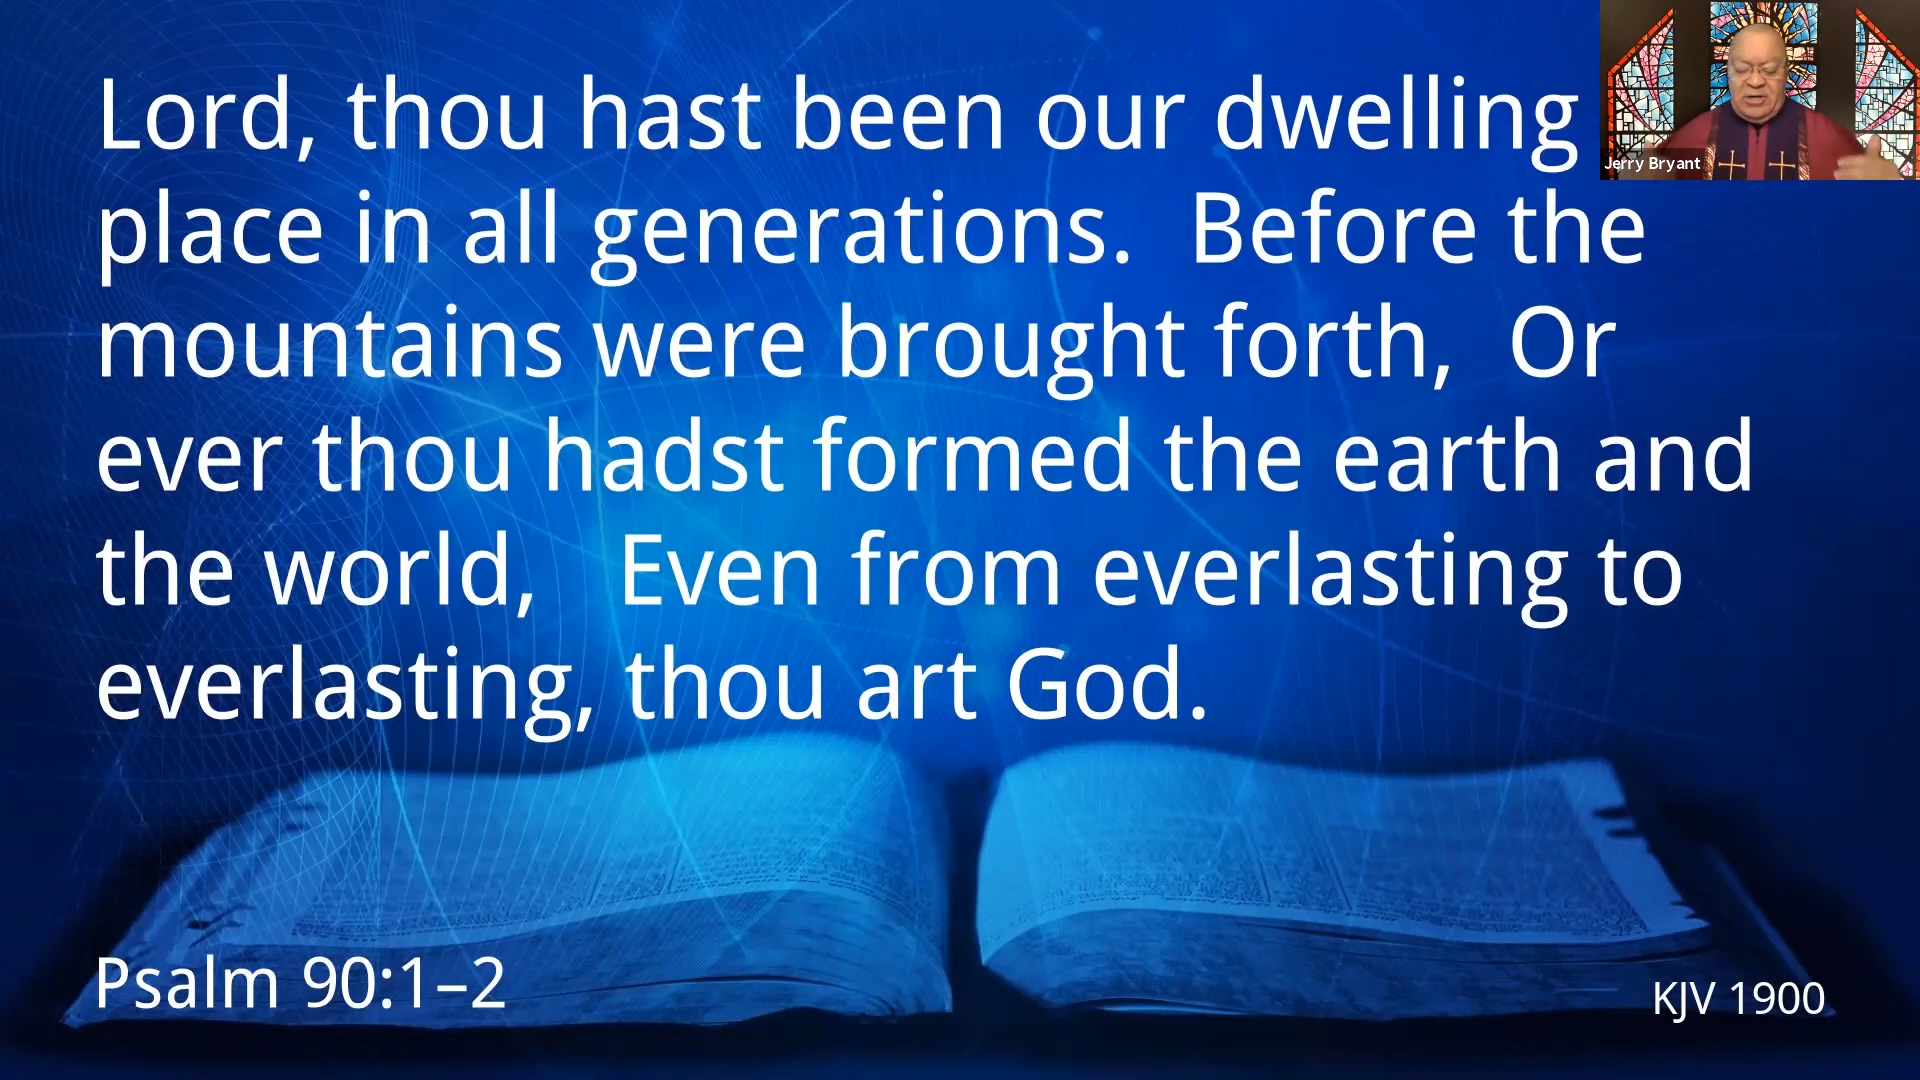 Lord, thou hast been our dwelling
place in all generations.  Before the
mountains were brought forth,  Or
ever thou hadst formed the earth and
the world,   Even from everlasting to
everlasting, thou art God.
Jerry Bryant
Psalm 90:1–2
KJV 1900